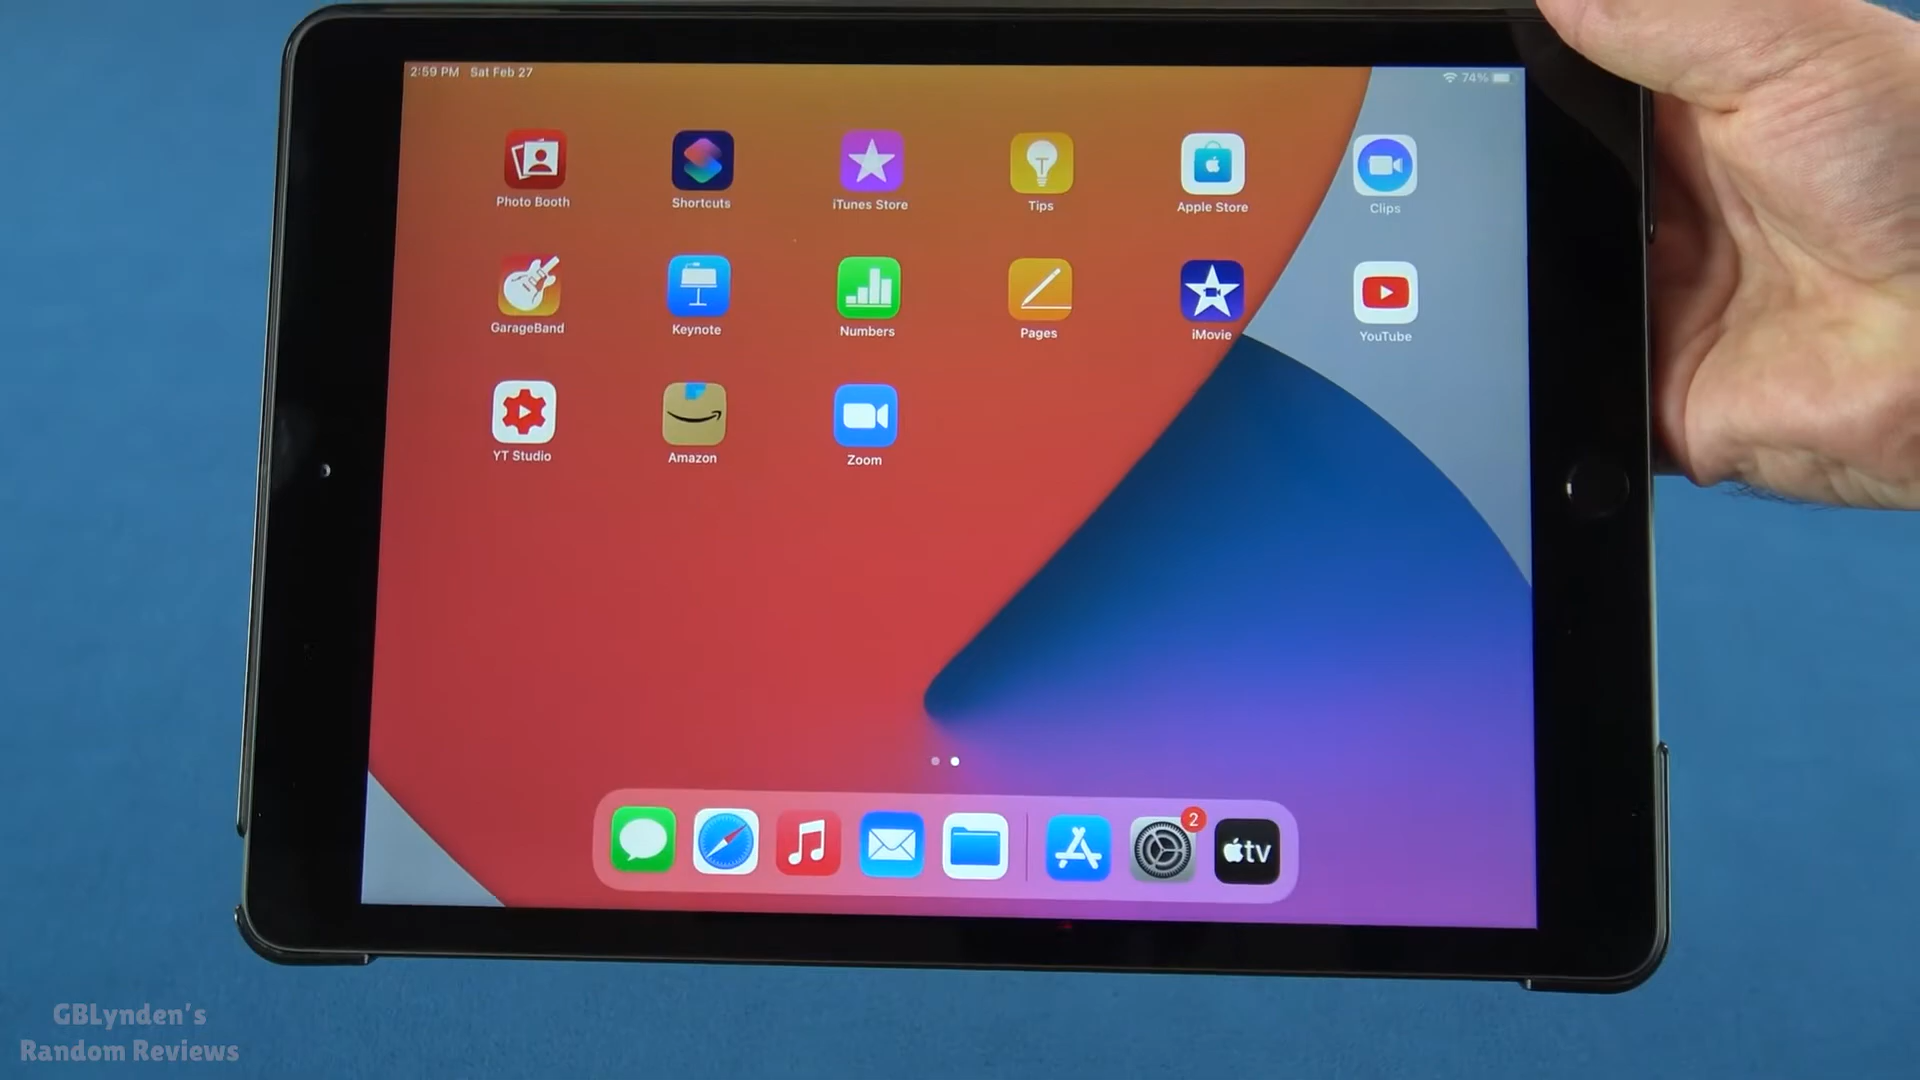 2:59 PM Sat Feb 27
74%
Photo Booth
Shortcuts
iTunes Store
Tips
Apple Store
Clips
GarageBand
Keynote
Numbers
Pages
iMovie
YouTube
YT Studio
Amazon
Zoom
2
tv
GBLynden's
Random Reviews